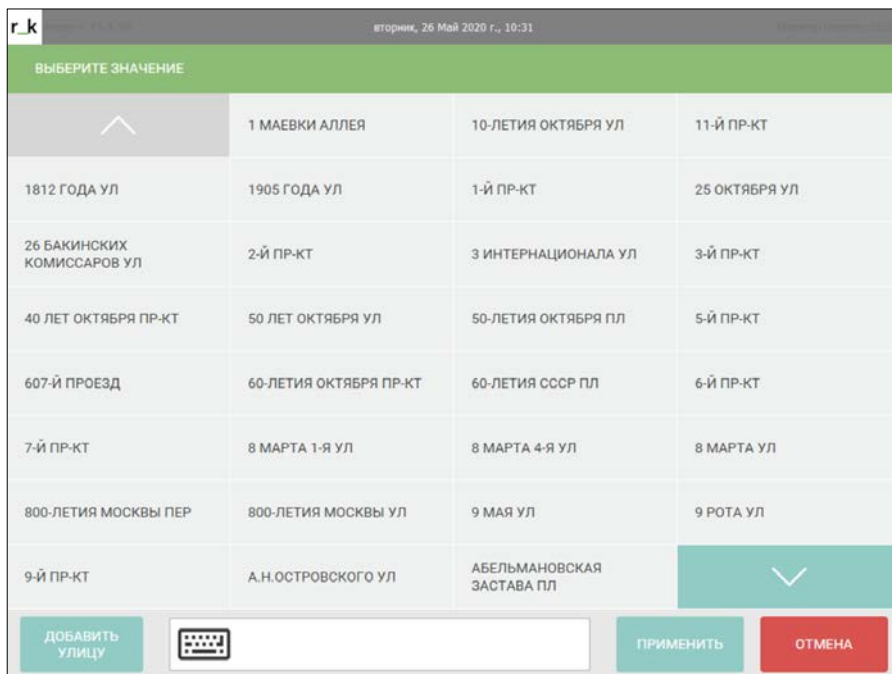 r_k
вторник, 26 Май 2020 г., 10:31
ВЫБЕРИТЕ ЗНАЧЕНИЕ
1 МАЕВКИ АЛЛЕЯ
10-ЛЕТИЯ ОКТЯБРЯ УЛ
11-Й ПР-КТ
1812 ГОДА УЛ
1905 ГОДА УЛ
1-Й ПР-КТ
25 ОКТЯБРЯ УЛ
26 БАКИНСКИХ
КОМИССАРОВ УЛ
2-Й ПР-КТ
3 ИНТЕРНАЦИОНАЛА УЛ
3-Й ПР-КТ
40 ЛЕТ ОКТЯБРЯ ПР-КТ
50 ЛЕТ ОКТЯБРЯ УЛ
50-ЛЕТИЯ ОКТЯБРЯ ПЛ
5-Й ПР-КТ
607-Й ПРОЕЗД
60-ЛЕТИЯ ОКТЯБРЯ ПР-КТ
60-ЛЕТИЯ СССР ПЛ
6-Й ПР-КТ
7-Й ПР-КТ
8 МАРТА 1-Я УЛ
8 МАРТА 4-Я УЛ
8 МАРТА УЛ
800-ЛЕТИЯ МОСКВЫ ПЕР
800-ЛЕТИЯ МОСКВЫ УЛ
9 МАЯ УЛ
9 РОТА УЛ
9-Й ПР-КТ
А.Н.ОСТРОВСКОГО УЛ
АБЕЛЬМАНОВСКАЯ
ЗАСТАВА ПЛ
ДОБАВИТЬ
УЛИЦУ
ПРИМЕНИТЬ
ОТМЕНА